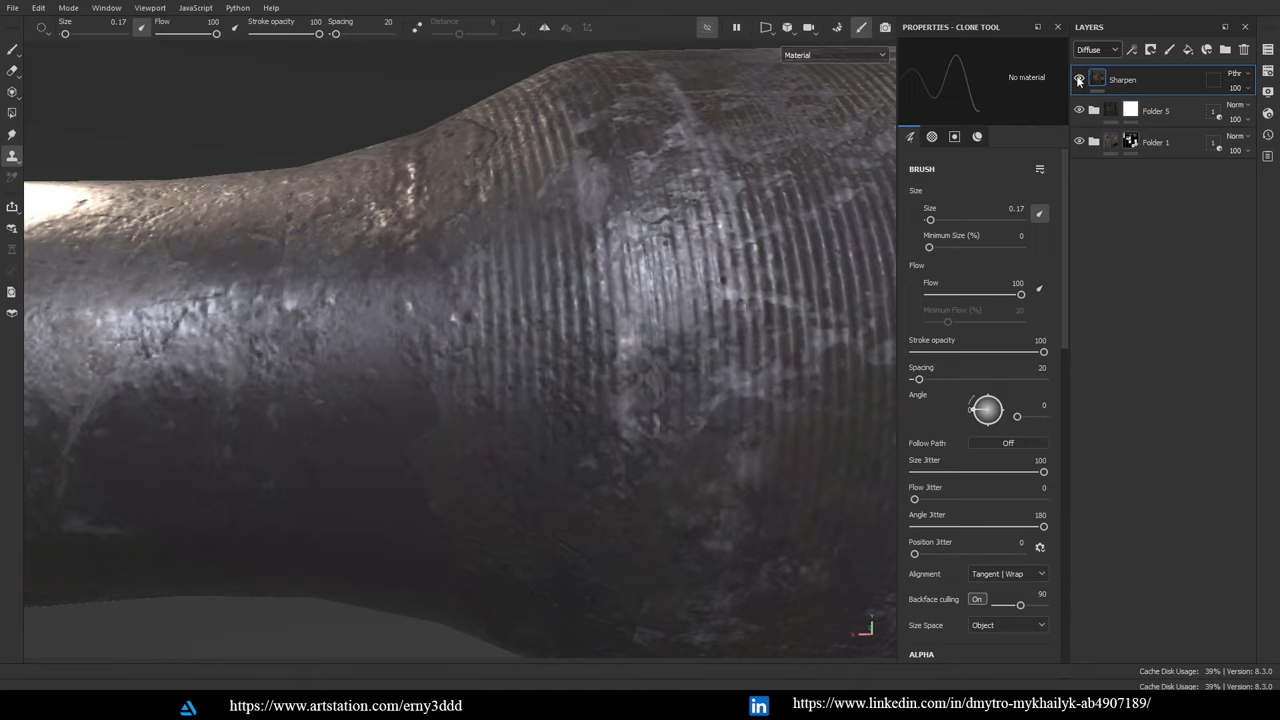 File Edit Mode Window Viewport JavaScript Python Help
Size 0.17 Flow 100 Stroke opacity 100 Spacing 20 Distance 8
Material
PROPERTIES - CLONE TOOL
No material
BRUSH
Size
Size 0.17
Minimum Size (%) 0
Flow
Flow 100
Minimum Flow (%) 20
Stroke opacity 100
Spacing 20
Angle
0
Follow Path Off
Size Jitter 100
Flow Jitter 0
Angle Jitter 180
Position Jitter 0
Alignment Tangent | Wrap
Backface culling On 90
Size Space Object
ALPHA
LAYERS
Diffuse
Sharpen Pthr 100
Folder 5 1 Norm 100
Folder 1 1 Norm 100
Cache Disk Usage: 39% | Version: 8.3.0
Cache Disk Usage: 39% | Version: 8.3.0
https://www.artstation.com/erny3ddd
in https://www.linkedin.com/in/dmytro-mykhailyk-ab4907189/